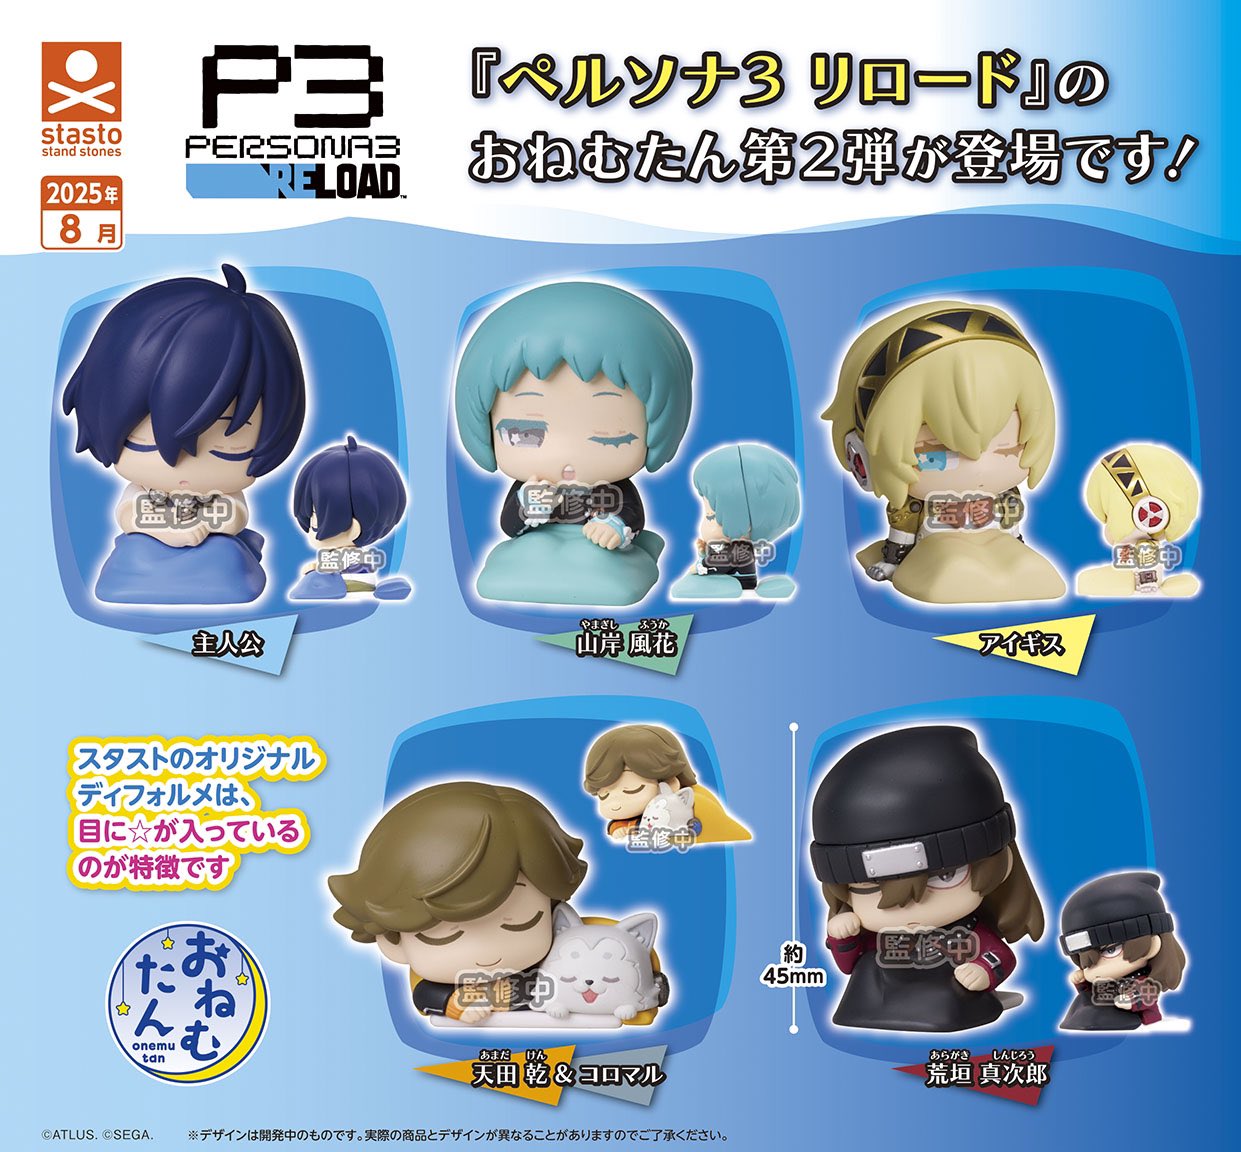 stasto
stand stones
2025年
8月
P3
PERSONA3
RELOAD™
『ペルソナ3 リロード』の
おねむたん第2弾が登場です!
監修中
監修中
監修中
監修中
監修中
監修中
主人公
やまぎし ふうか
山岸 風花
アイギス
スタストのオリジナル
ディフォルメは、
目に☆が入っている
のが特徴です
監修中
監修中
監修中
監修中
約
45mm
おねむ
たん
onemu
tan
あまだ けん
天田 乾 & コロマル
あらがき しんじろう
荒垣 真次郎
©ATLUS. ©SEGA.
※デザインは開発中のものです。実際の商品とデザインが異なることがありますのでご了承ください。